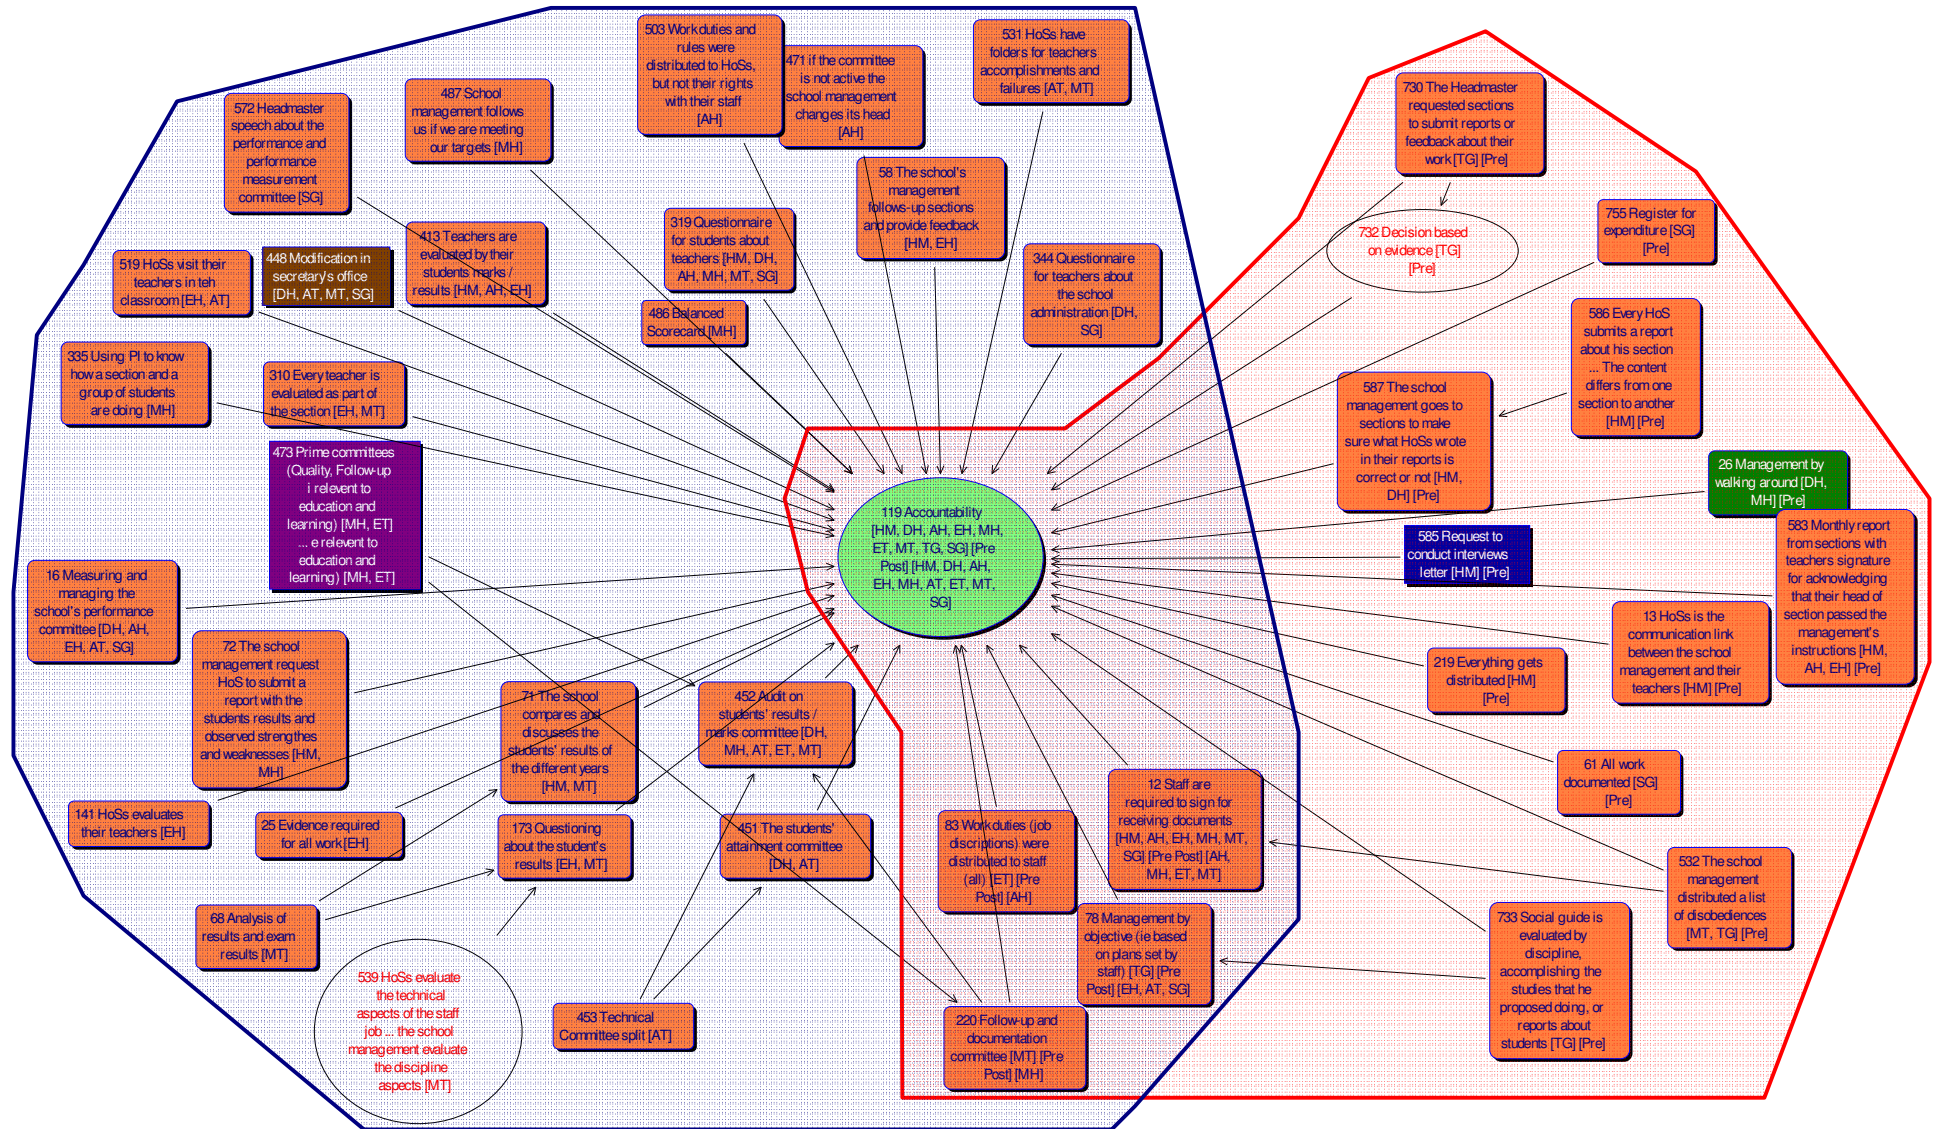 503 Work duties and
rules were
distributed to HoSs,
but not their rights
with their staff
[AH]
471 if the committee
is not active the
school management
changes its head
[AH]
531 HoSs have
folders for teachers
accomplishments and
failures [AT, MT]
487 School
management follows
us if we are meeting
our targets [MH]
572 Headmaster
speech about the
performance and
performance
measurement
committee [SG]
58 The school's
management
follows-up sections
and provide feedback
[HM, EH]
319 Questionnaire
for students about
teachers [HM, DH,
AH, MH, MT, SG]
413 Teachers are
evaluated by their
students marks /
results [HM, AH, EH]
448 Modification in
secretary's office
[DH, AT, MT, SG]
519 HoSs visit their
teachers in teh
classroom [EH, AT]
344 Questionnaire
for teachers about
the school
administration [DH,
SG]
486 Balanced
Scorecard [MH]
335 Using PI to know
how a section and a
group of students
are doing [MH]
310 Every teacher is
evaluated as part of
the section [EH, MT]
473 Prime committees
(Quality, Follow-up
i relevent to
education and
learning) [MH, ET]
... e relevent to
education and
learning) [MH, ET]
119 Accountability
[HM, DH, AH, EH, MH,
ET, MT, TG, SG] [Pre
Post] [HM, DH, AH,
EH, MH, AT, ET, MT,
SG]
16 Measuring and
managing the
school's performance
committee [DH, AH,
EH, AT, SG]
72 The school
management request
HoS to submit a
report with the
students results and
observed strengthes
and weaknesses [HM,
MH]
71 The school
compares and
discusses the
students' results of
the different years
[HM, MT]
452 Audit on
students' results /
marks committee [DH,
MH, AT, ET, MT]
141 HoSs evaluates
their teachers [EH]
25 Evidence required
for all work [EH]
173 Questioning
about the student's
results [EH, MT]
451 The students'
attainment committee
[DH, AT]
68 Analysis of
results and exam
results [MT]
539 HoSs evaluate
the technical
aspects of the staff
job ... the school
management evaluate
the discipline
aspects [MT]
453 Technical
Committee split [AT]
83 Work duties (job
discriptions) were
distributed to staff
(all) [ET] [Pre
Post] [AH]
12 Staff are
required to sign for
receiving documents
[HM, AH, EH, MH, MT,
SG] [Pre Post] [AH,
MH, ET, MT]
78 Management by
objective (ie based
on plans set by
staff) [TG] [Pre
Post] [EH, AT, SG]
220 Follow-up and
documentation
committee [MT] [Pre
Post] [MH]
730 The Headmaster
requested sections
to submit reports or
feedback about their
work [TG] [Pre]
732 Decision based
on evidence [TG]
[Pre]
755 Register for
expenditure [SG]
[Pre]
586 Every HoS
submits a report
about his section
... The content
differs from one
section to another
[HM] [Pre]
587 The school
management goes to
sections to make
sure what HoSs wrote
in their reports is
correct or not [HM,
DH] [Pre]
26 Management by
walking around [DH,
MH] [Pre]
585 Request to
conduct interviews
letter [HM] [Pre]
583 Monthly report
from sections with
teachers signature
for acknowledging
that their head of
section passed the
management's
instructions [HM,
AH, EH] [Pre]
13 HoSs is the
communication link
between the school
management and their
teachers [HM] [Pre]
219 Everything gets
distributed [HM]
[Pre]
61 All work
documented [SG]
[Pre]
532 The school
management
distributed a list
of disobediences
[MT, TG] [Pre]
733 Social guide is
evaluated by
discipline,
accomplishing the
studies that he
proposed doing, or
reports about
students [TG] [Pre]